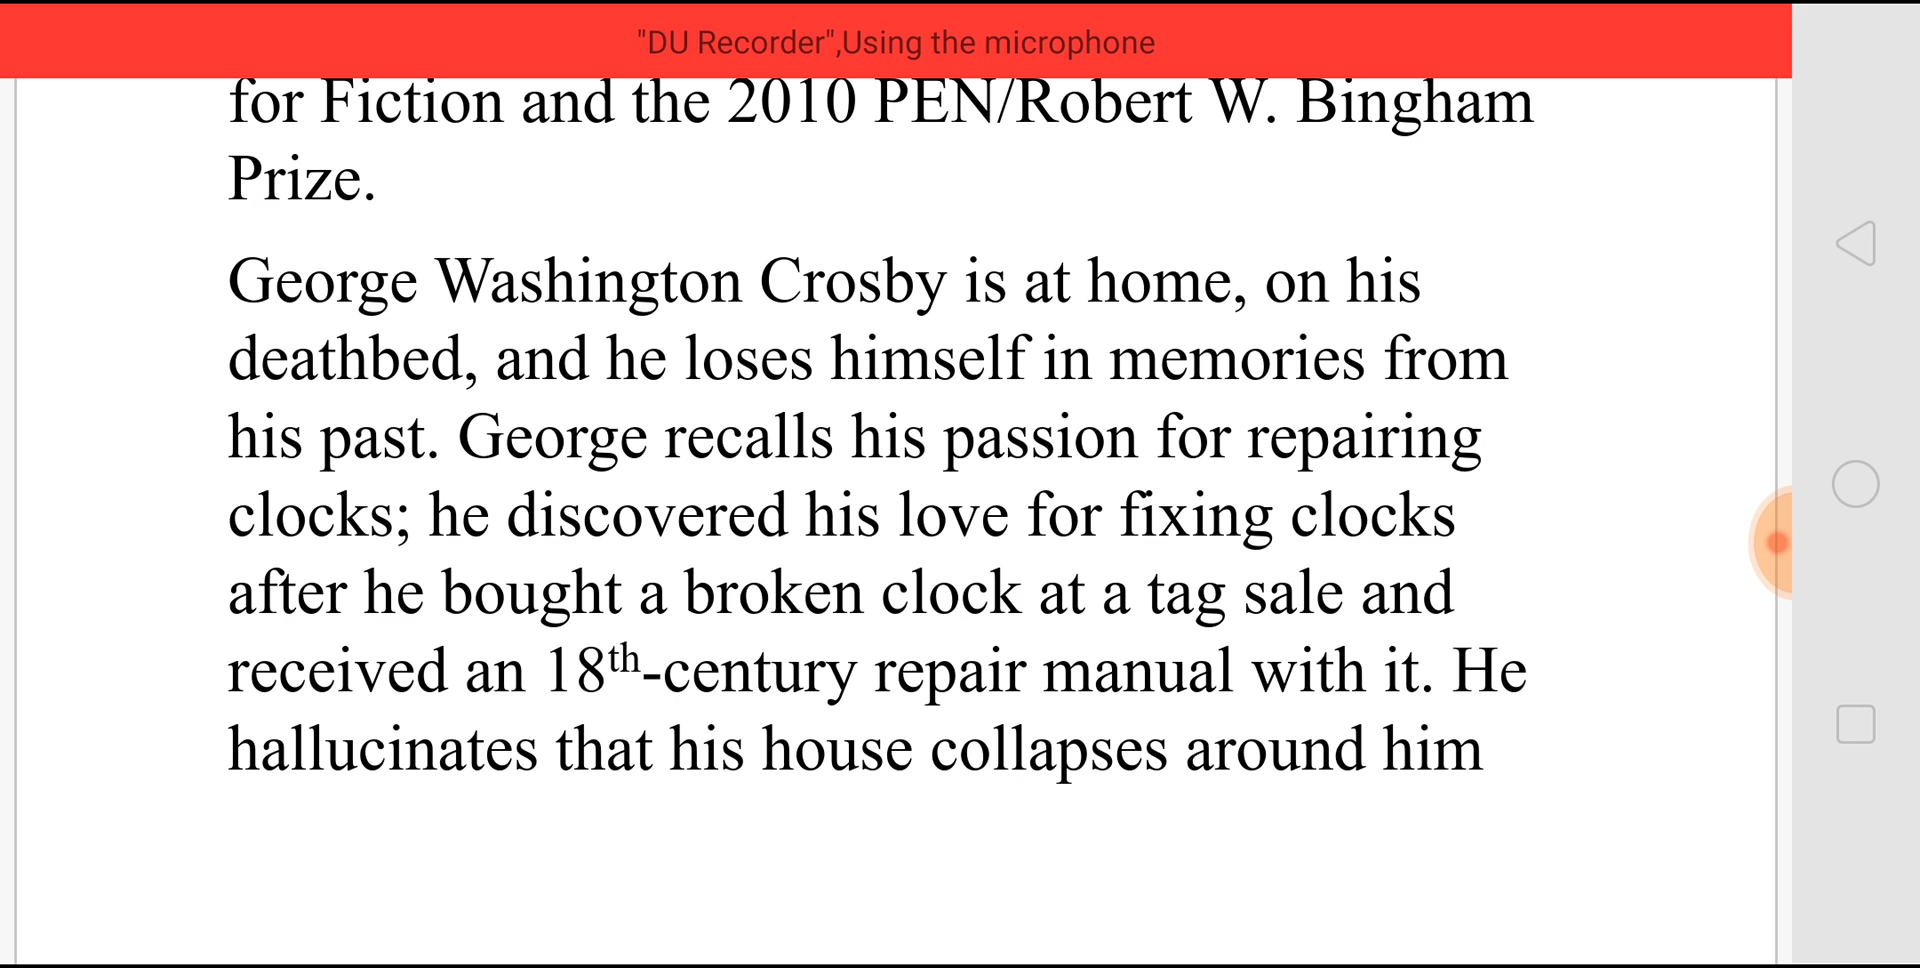 "DU Recorder",Using the microphone
for Fiction and the 2010 PEN/Robert W. Bingham
Prize.
George Washington Crosby is at home, on his
deathbed, and he loses himself in memories from
his past. George recalls his passion for repairing
clocks; he discovered his love for fixing clocks
after he bought a broken clock at a tag sale and
received an 18th-century repair manual with it. He
hallucinates that his house collapses around him